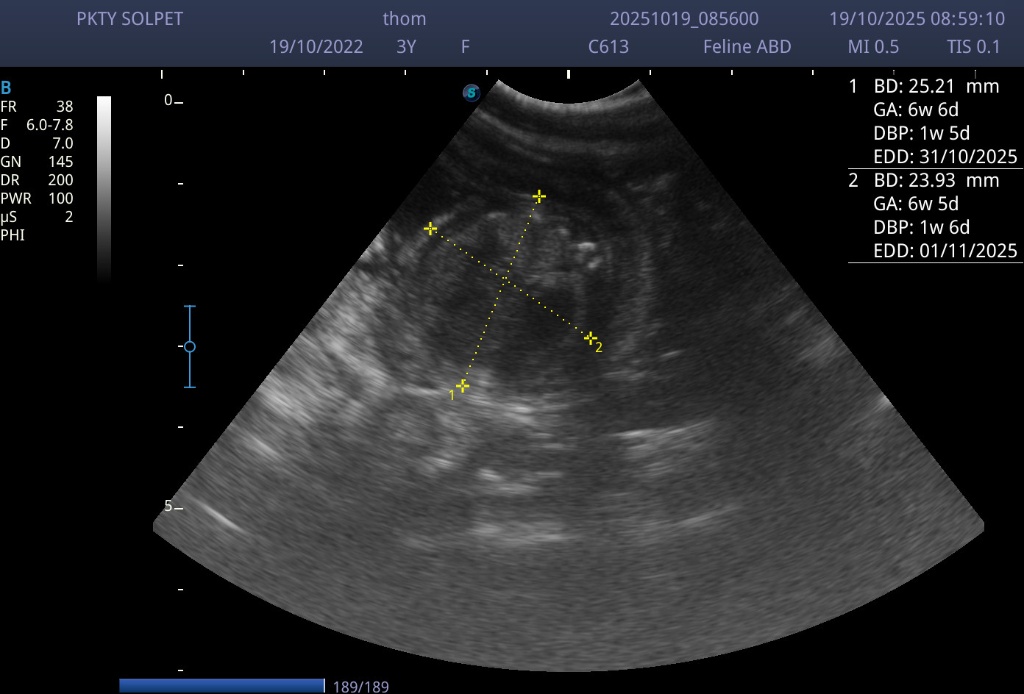 PKTY SOLPET thom 20251019_085600 19/10/2025 08:59:10
19/10/2022 3Y F C613 Feline ABD MI 0.5 TIS 0.1
B
FR 38
F 6.0-7.8
D 7.0
GN 145
DR 200
PWR 100
µS 2
PHI
0
5
S
1
2
1 BD: 25.21 mm
GA: 6w 6d
DBP: 1w 5d
EDD: 31/10/2025
2 BD: 23.93 mm
GA: 6w 5d
DBP: 1w 6d
EDD: 01/11/2025
189/189